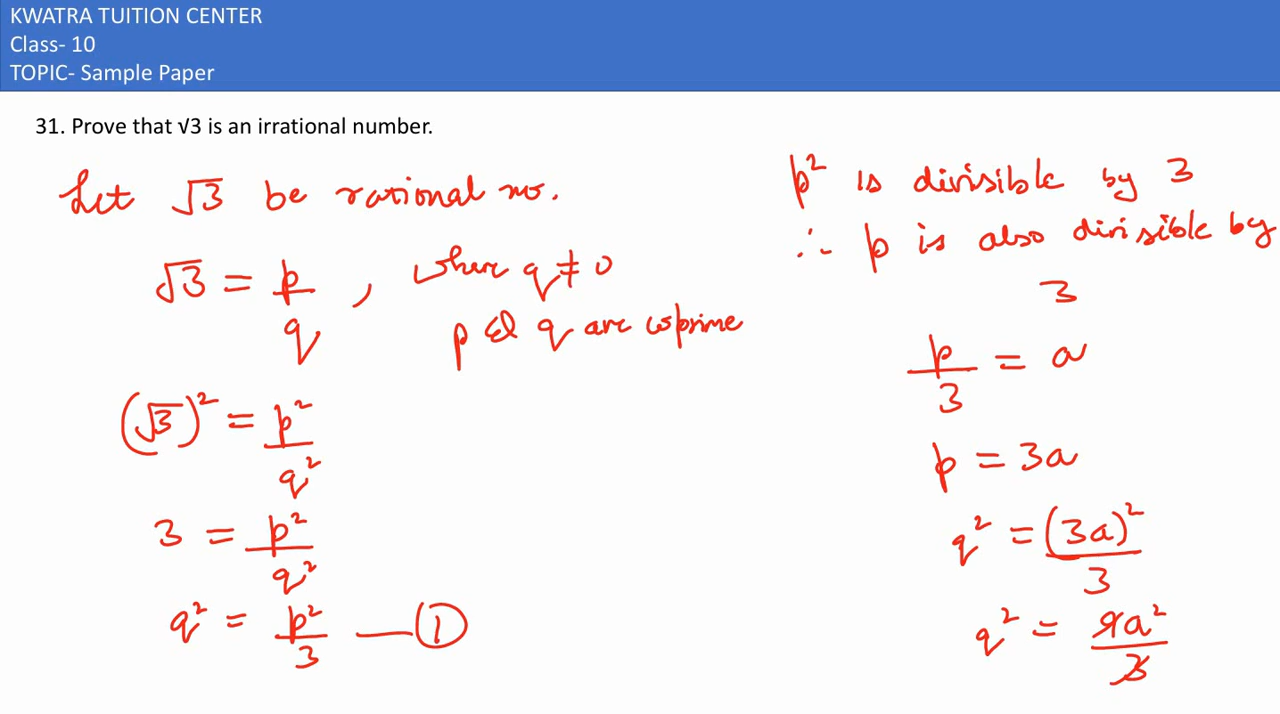 KWATRA TUITION CENTER
Class- 10
TOPIC- Sample Paper
31. Prove that √3 is an irrational number.
Let √3 be rational no.
√3 = p/q , where q ≠ 0
p & q are coprime
(√3)² = p²/q²
3 = p²/q²
q² = p²/3 —①
p² is divisible by 3
∴ p is also divisible by
3
p/3 = a
p = 3a
q² = (3a)²/3
q² = 9a²/3